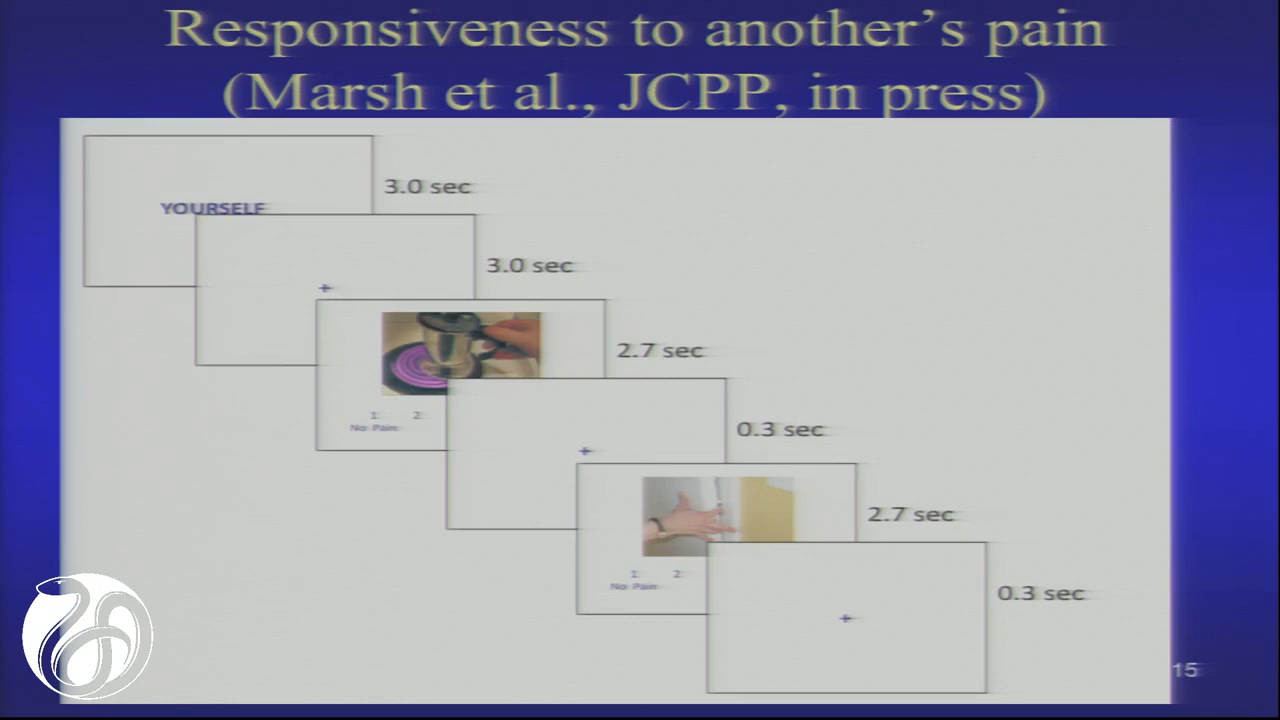 Responsiveness to another's pain
(Marsh et al., JCPP, in press)
3.0 sec
YOURSELF
3.0 sec
+
2.7 sec
1 2
No Pain
0.3 sec
+
2.7 sec
1 2
No Pain
0.3 sec
+
15